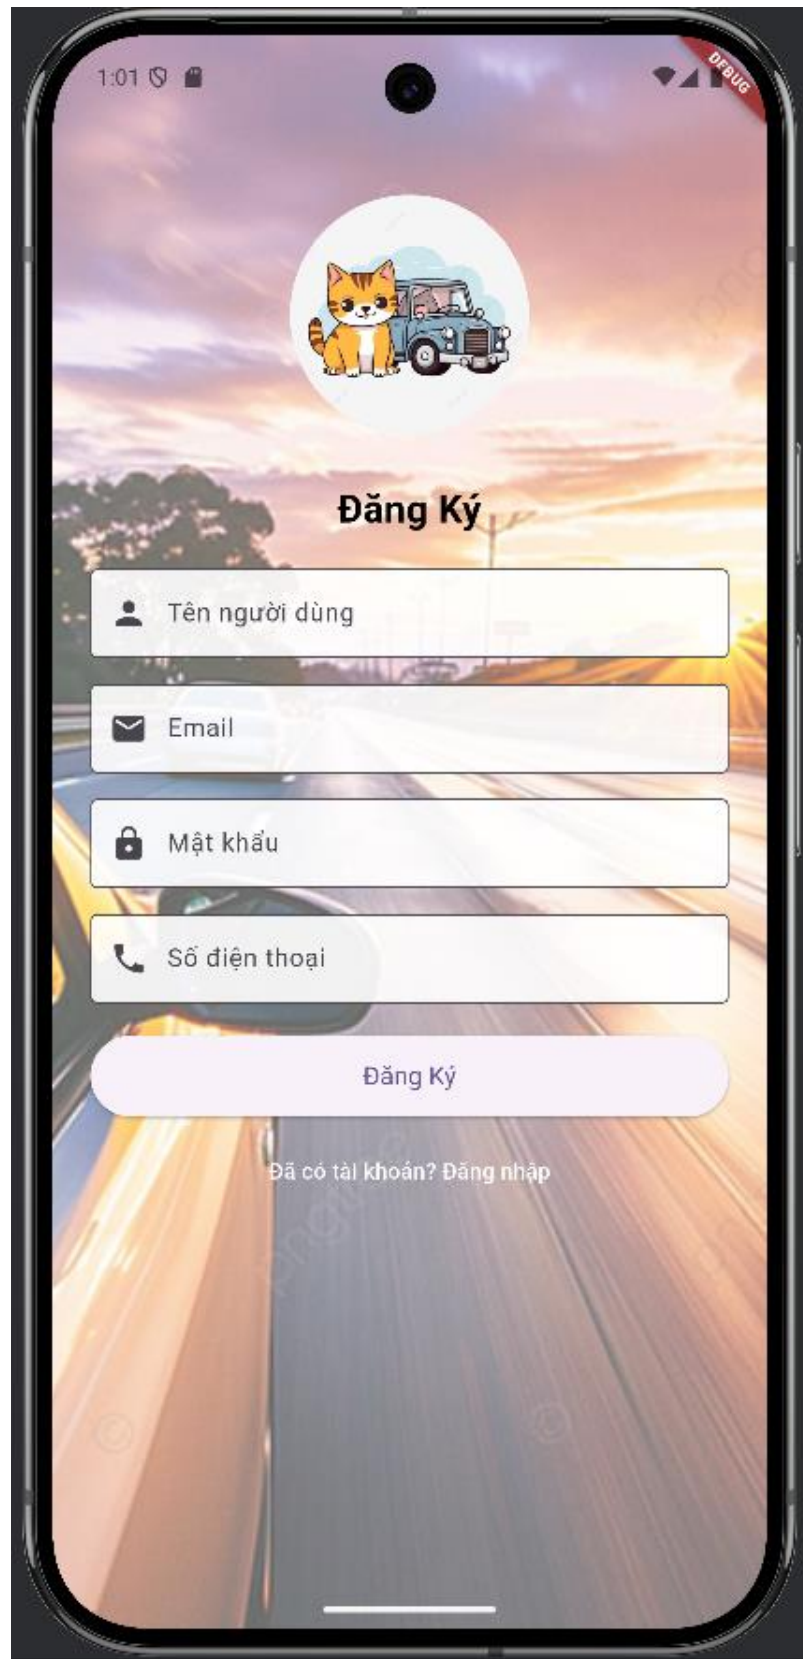 1:01
DEBUG
Đăng Ký
Tên người dùng
Email
Mật khẩu
Số điện thoại
Đăng Ký
Đã có tài khoản? Đăng nhập